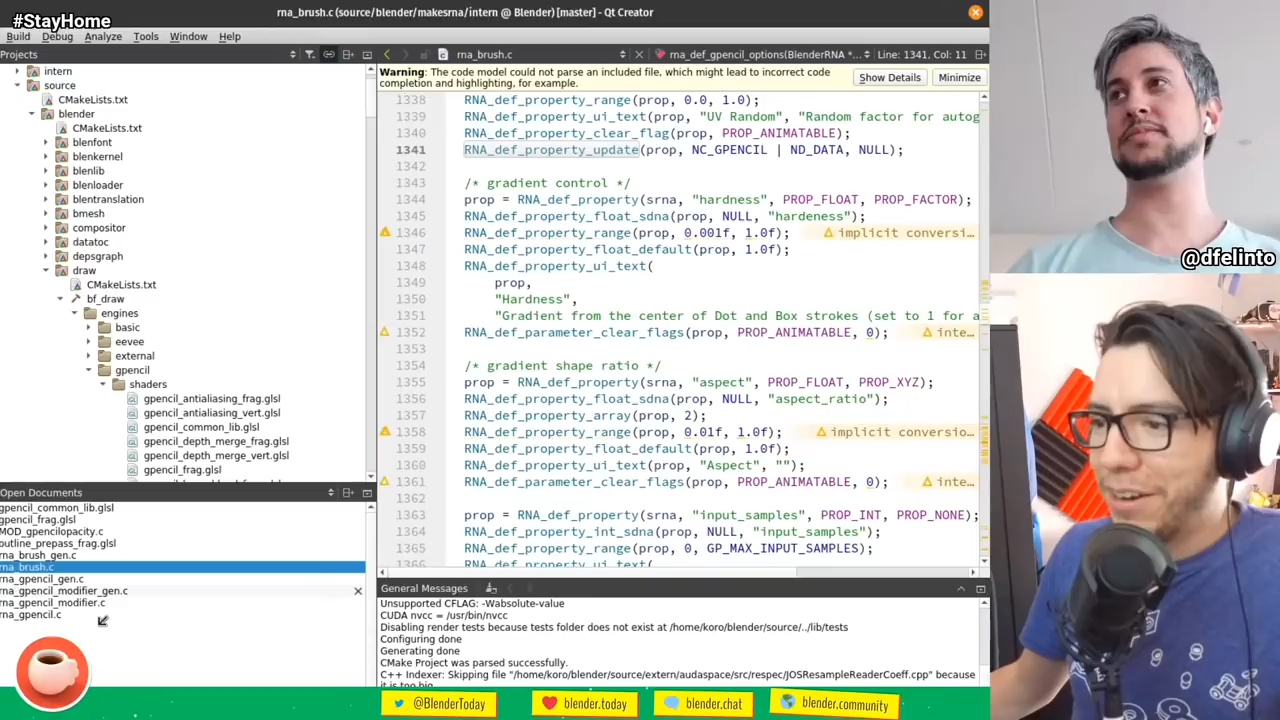 #StayHome
rna_brush.c (source/blender/makesrna/intern @ Blender) [master] - Qt Creator
Build Debug Analyze Tools Window Help
Projects
rna_brush.c
rna_def_gpencil_options(BlenderRNA *...
Line: 1341, Col: 11
intern
source
CMakeLists.txt
blender
CMakeLists.txt
blenfont
blenkernel
blenlib
blenloader
blentranslation
bmesh
compositor
datatoc
depsgraph
draw
CMakeLists.txt
bf_draw
engines
basic
eevee
external
gpencil
shaders
gpencil_antialiasing_frag.glsl
gpencil_antialiasing_vert.glsl
gpencil_common_lib.glsl
gpencil_depth_merge_frag.glsl
gpencil_depth_merge_vert.glsl
gpencil_frag.glsl
Open Documents
gpencil_common_lib.glsl
gpencil_frag.glsl
MOD_gpencilopacity.c
outline_prepass_frag.glsl
rna_brush_gen.c
rna_brush.c
rna_gpencil_gen.c
rna_gpencil_modifier_gen.c
rna_gpencil_modifier.c
rna_gpencil.c
Warning: The code model could not parse an included file, which might lead to incorrect code
completion and highlighting, for example.
Show Details
Minimize
1338 RNA_def_property_range(prop, 0.0, 1.0);
1339 RNA_def_property_ui_text(prop, "UV Random", "Random factor for autog
1340 RNA_def_property_clear_flag(prop, PROP_ANIMATABLE);
1341 RNA_def_property_update(prop, NC_GPENCIL | ND_DATA, NULL);
1342
1343 /* gradient control */
1344 prop = RNA_def_property(srna, "hardness", PROP_FLOAT, PROP_FACTOR);
1345 RNA_def_property_float_sdna(prop, NULL, "hardeness");
1346 RNA_def_property_range(prop, 0.001f, 1.0f); implicit conversi...
1347 RNA_def_property_float_default(prop, 1.0f);
1348 RNA_def_property_ui_text(
1349 prop,
1350 "Hardness",
1351 "Gradient from the center of Dot and Box strokes (set to 1 for a
1352 RNA_def_parameter_clear_flags(prop, PROP_ANIMATABLE, 0); inte...
1353
1354 /* gradient shape ratio */
1355 prop = RNA_def_property(srna, "aspect", PROP_FLOAT, PROP_XYZ);
1356 RNA_def_property_float_sdna(prop, NULL, "aspect_ratio");
1357 RNA_def_property_array(prop, 2);
1358 RNA_def_property_range(prop, 0.01f, 1.0f); implicit conversio...
1359 RNA_def_property_float_default(prop, 1.0f);
1360 RNA_def_property_ui_text(prop, "Aspect", "");
1361 RNA_def_parameter_clear_flags(prop, PROP_ANIMATABLE, 0); inte...
1362
1363 prop = RNA_def_property(srna, "input_samples", PROP_INT, PROP_NONE);
1364 RNA_def_property_int_sdna(prop, NULL, "input_samples");
1365 RNA_def_property_range(prop, 0, GP_MAX_INPUT_SAMPLES);
General Messages
Unsupported CFLAG: -Wabsolute-value
CUDA nvcc = /usr/bin/nvcc
Disabling render tests because tests folder does not exist at /home/koro/blender/source/../lib/tests
Configuring done
Generating done
CMake Project was parsed successfully.
C++ Indexer: Skipping file "/home/koro/blender/source/extern/audaspace/src/respec/JOSResampleReaderCoeff.cpp" because
it is too big.
@dfelinto
@BlenderToday
blender.today
blender.chat
blender.community